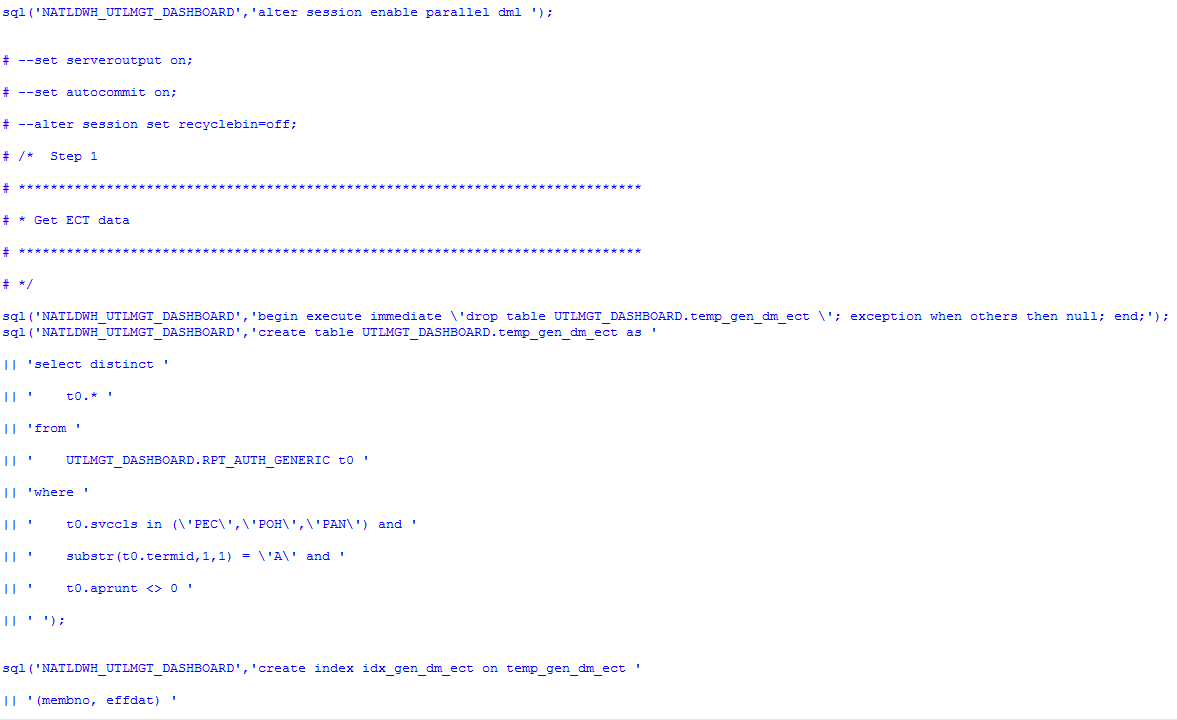 sql('NATLDWH_UTLMGT_DASHBOARD','alter session enable parallel dml ');
# --set serveroutput on;
# --set autocommit on;
# --alter session set recyclebin=off;
# /*  Step 1
# ******************************************************************************
# * Get ECT data
# ******************************************************************************
# */
sql('NATLDWH_UTLMGT_DASHBOARD','begin execute immediate \'drop table UTLMGT_DASHBOARD.temp_gen_dm_ect \'; exception when others then null; end;');
sql('NATLDWH_UTLMGT_DASHBOARD','create table UTLMGT_DASHBOARD.temp_gen_dm_ect as '
|| 'select distinct '
|| '    t0.* '
|| 'from '
|| '    UTLMGT_DASHBOARD.RPT_AUTH_GENERIC t0 '
|| 'where '
|| '    t0.svccls in (\'PEC\',\'POH\',\'PAN\') and '
|| '    substr(t0.termid,1,1) = \'A\' and '
|| '    t0.aprunt <> 0 '
|| ' ');
sql('NATLDWH_UTLMGT_DASHBOARD','create index idx_gen_dm_ect on temp_gen_dm_ect '
|| '(membno, effdat) '